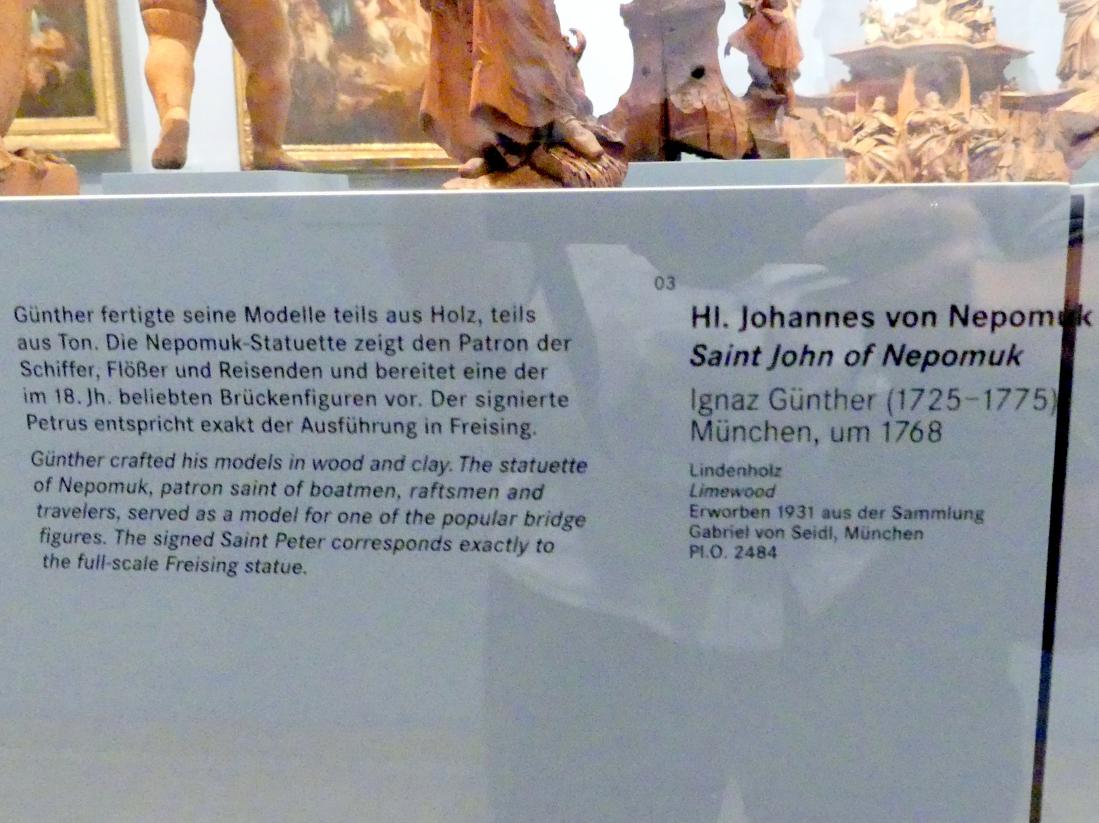 Günther fertigte seine Modelle teils aus Holz, teils
aus Ton. Die Nepomuk-Statuette zeigt den Patron der
Schiffer, Flößer und Reisenden und bereitet eine der
im 18. Jh. beliebten Brückenfiguren vor. Der signierte
Petrus entspricht exakt der Ausführung in Freising.
Günther crafted his models in wood and clay. The statuette
of Nepomuk, patron saint of boatmen, raftsmen and
travelers, served as a model for one of the popular bridge
figures. The signed Saint Peter corresponds exactly to
the full-scale Freising statue.
03
Hl. Johannes von Nepomuk
Saint John of Nepomuk
Ignaz Günther (1725–1775)
München, um 1768
Lindenholz
Limewood
Erworben 1931 aus der Sammlung
Gabriel von Seidl, München
Pl.O. 2484